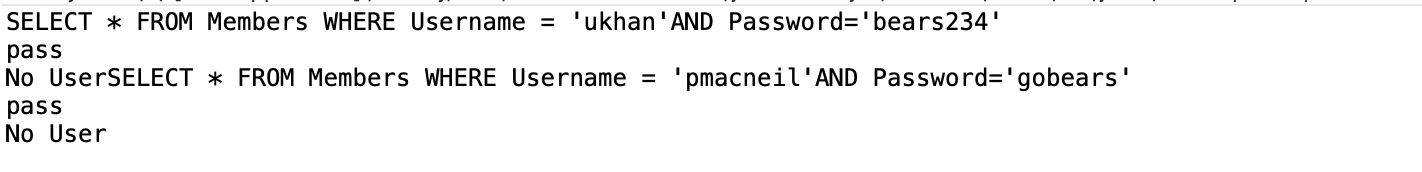 SELECT * FROM Members WHERE Username = 'ukhan'AND Password='bears234'
pass
No UserSELECT * FROM Members WHERE Username = 'pmacneil'AND Password='gobears'
pass
No User